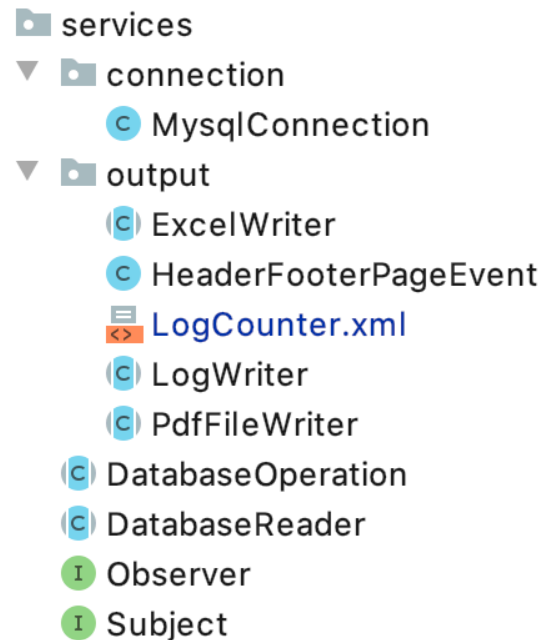 services
connection
C MysqlConnection
output
C ExcelWriter
C HeaderFooterPageEvent
<> LogCounter.xml
C LogWriter
C PdfFileWriter
C DatabaseOperation
C DatabaseReader
I Observer
I Subject